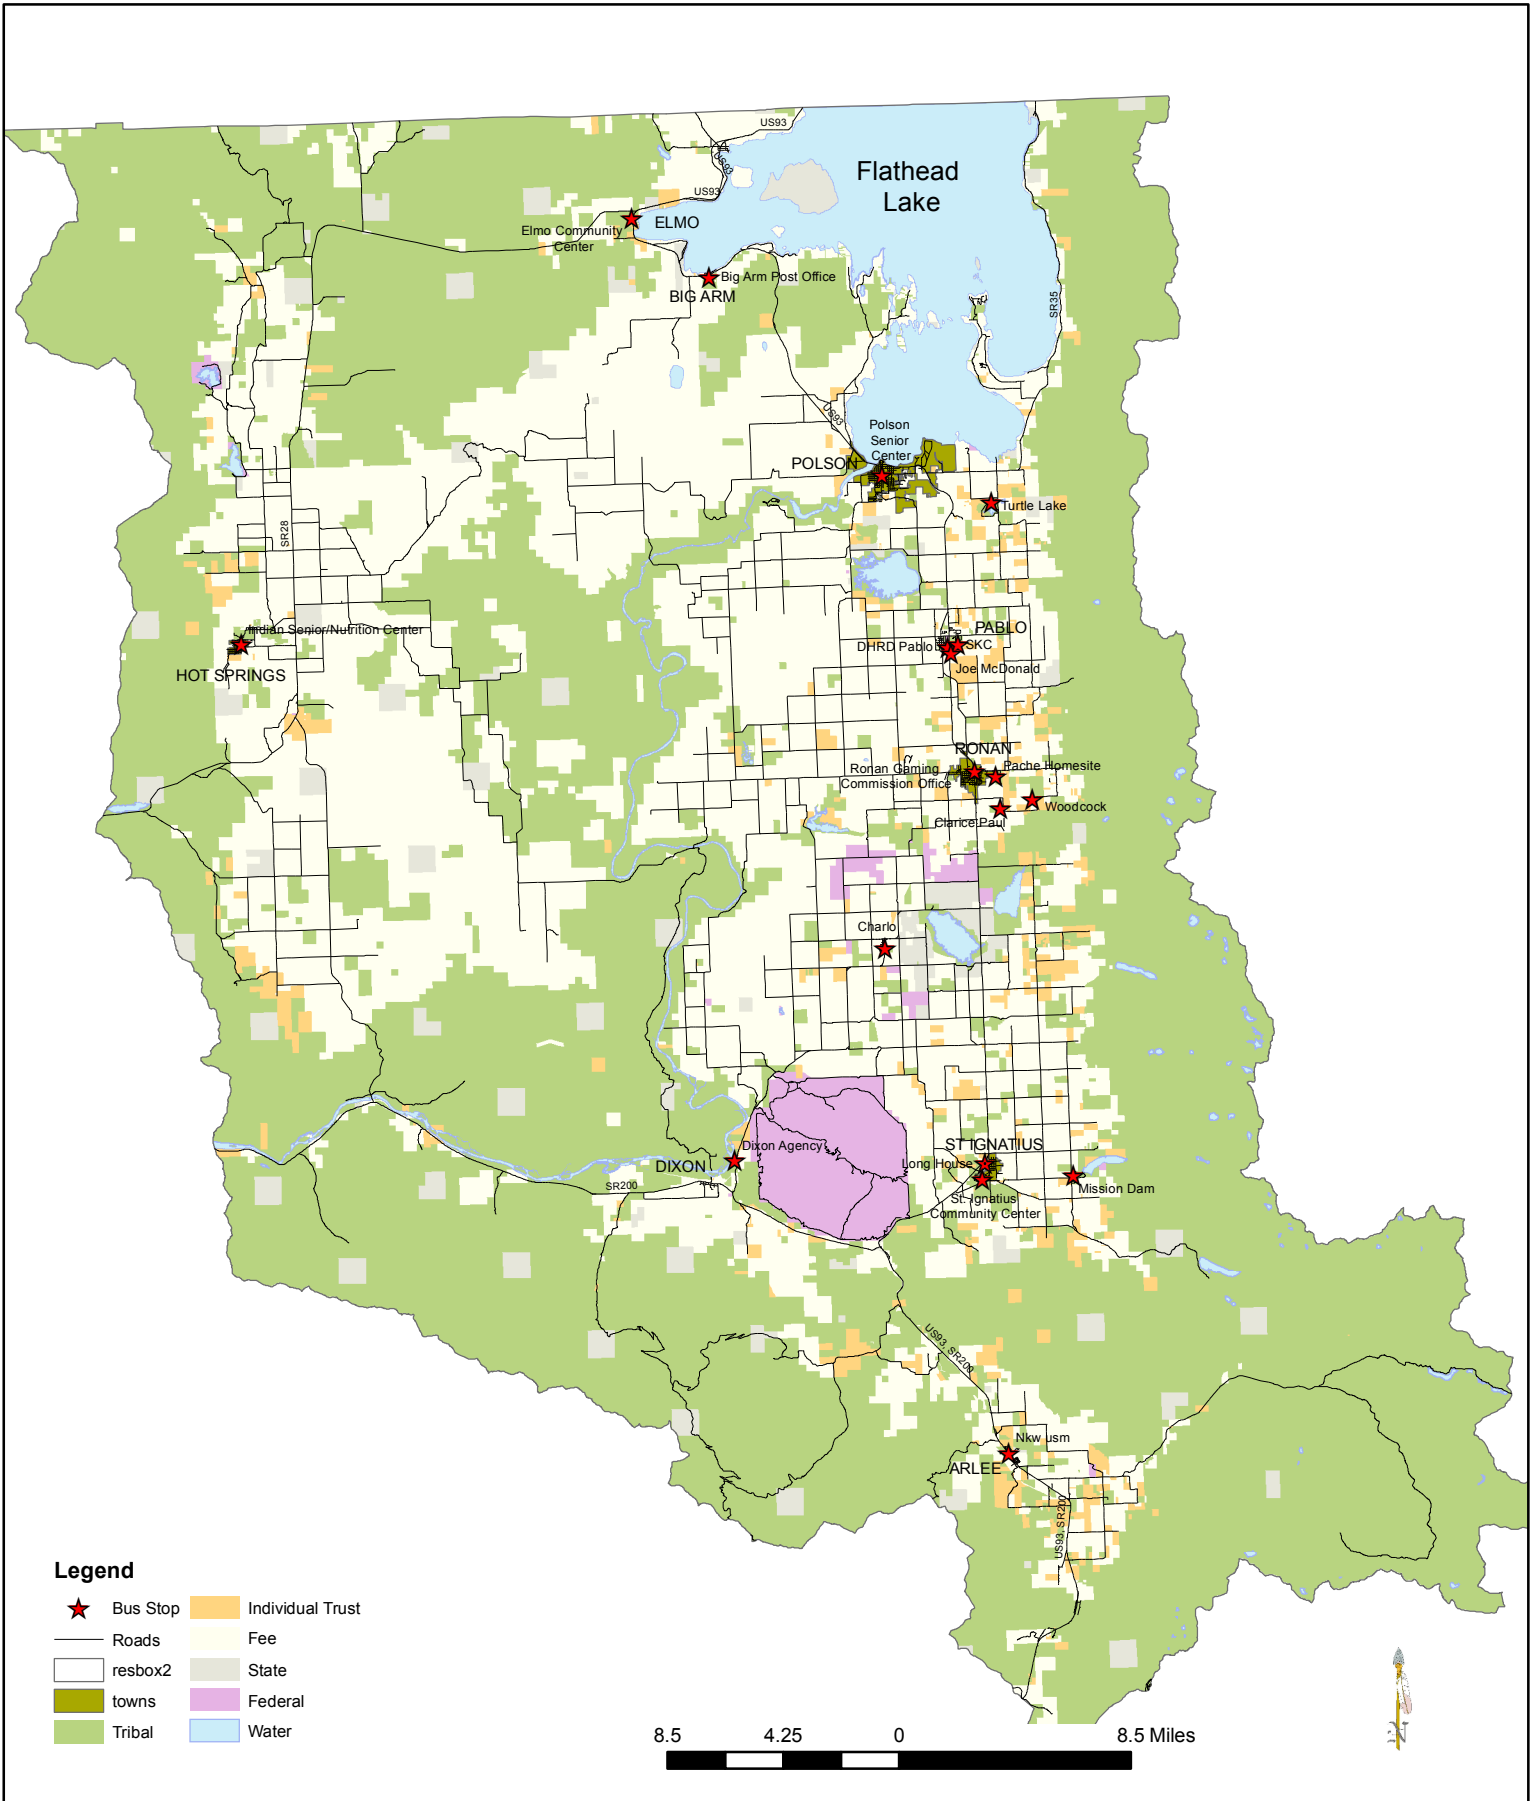 US93
US93
US93
Flathead
Lake
ELMO
Elmo Community
Center
Big Arm Post Office
BIG ARM
SR35
US93
Polson
Senior
Center
POLSON
Turtle Lake
SR28
Indian Senior/Nutrition Center
HOT SPRINGS
PABLO
DHRD Pablo
SKC
Joe McDonald
RONAN
Ronan Gaming
Commission Office
Pache Homesite
Woodcock
Clarice Paul
Charlo
Dixon Agency
DIXON
SR200
ST IGNATIUS
Long House
St. Ignatius
Community Center
Mission Dam
US93, SR200
Nkw usm
ARLEE
US93, SR200
Legend
Bus Stop
Roads
resbox2
towns
Tribal
Individual Trust
Fee
State
Federal
Water
8.5 4.25 0 8.5 Miles
N